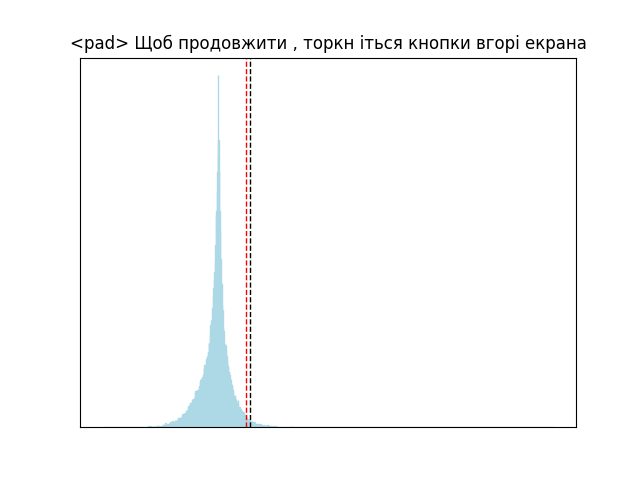 <pad> Щоб продовжити , торкн іться кнопки вгорі екрана